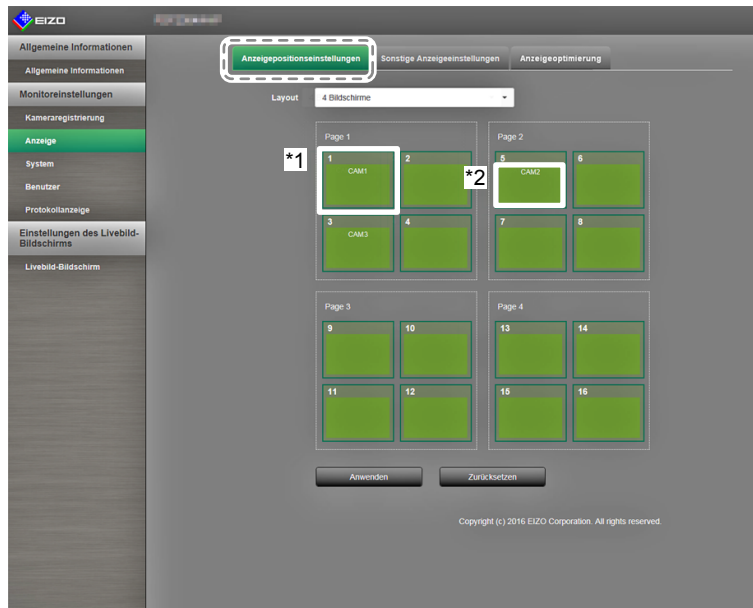 EIZO
Allgemeine Informationen
Allgemeine Informationen
Monitoreinstellungen
Kameraregistrierung
Anzeige
System
Benutzer
Protokollanzeige
Einstellungen des Livebild-
Bildschirms
Livebild-Bildschirm
Anzeigepositionseinstellungen
Sonstige Anzeigeeinstellungen
Anzeigeoptimierung
Layout
4 Bildschirme
Page 1
*1
1
CAM1
2
3
CAM3
4
Page 2
*2
5
CAM2
6
7
8
Page 3
9
10
11
12
Page 4
13
14
15
16
Anwenden
Zurücksetzen
Copyright (c) 2016 EIZO Corporation. All rights reserved.